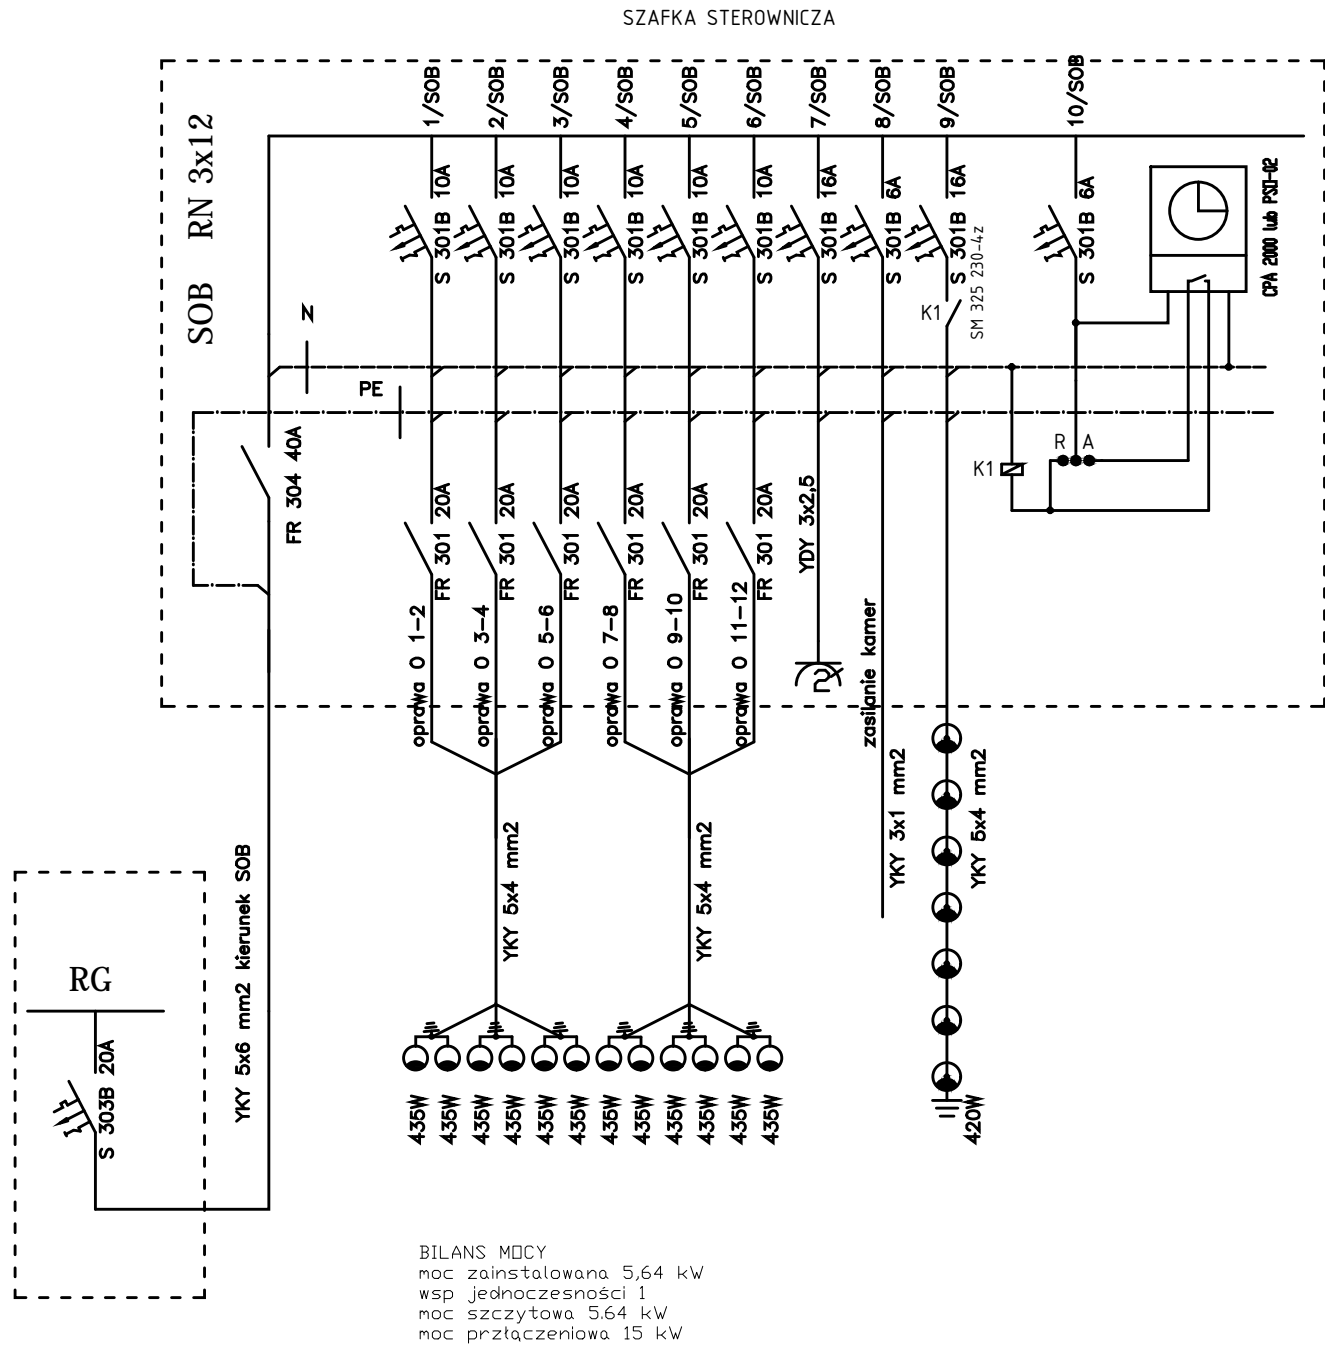 SZAFKA STEROWNICZA
SOB RN 3x12
1/SOB
2/SOB
3/SOB
4/SOB
5/SOB
6/SOB
7/SOB
8/SOB
9/SOB
10/SOB
S 301B 10A
S 301B 10A
S 301B 10A
S 301B 10A
S 301B 10A
S 301B 10A
S 301B 16A
S 301B 6A
S 301B 16A
S 301B 6A
K1
SM 325 230-4z
CPA 2000 lub PSO-02
N
PE
FR 304 40A
R A
K1
FR 301 20A
FR 301 20A
FR 301 20A
FR 301 20A
FR 301 20A
FR 301 20A
YDY 3x2,5
oprawa O 1-2
oprawa O 3-4
oprawa O 5-6
oprawa O 7-8
oprawa O 9-10
oprawa O 11-12
2
zasilanie kamer
YKY 5x4 mm2
YKY 5x4 mm2
YKY 3x1 mm2
YKY 5x4 mm2
YKY 5x6 mm2 kierunek SOB
RG
S 303B 20A
435W
435W
435W
435W
435W
435W
435W
435W
435W
435W
435W
435W
420W
BILANS MOCY
moc zainstalowana 5,64 kW
wsp jednoczesności 1
moc szczytowa 5.64 kW
moc przłączeniowa 15 kW